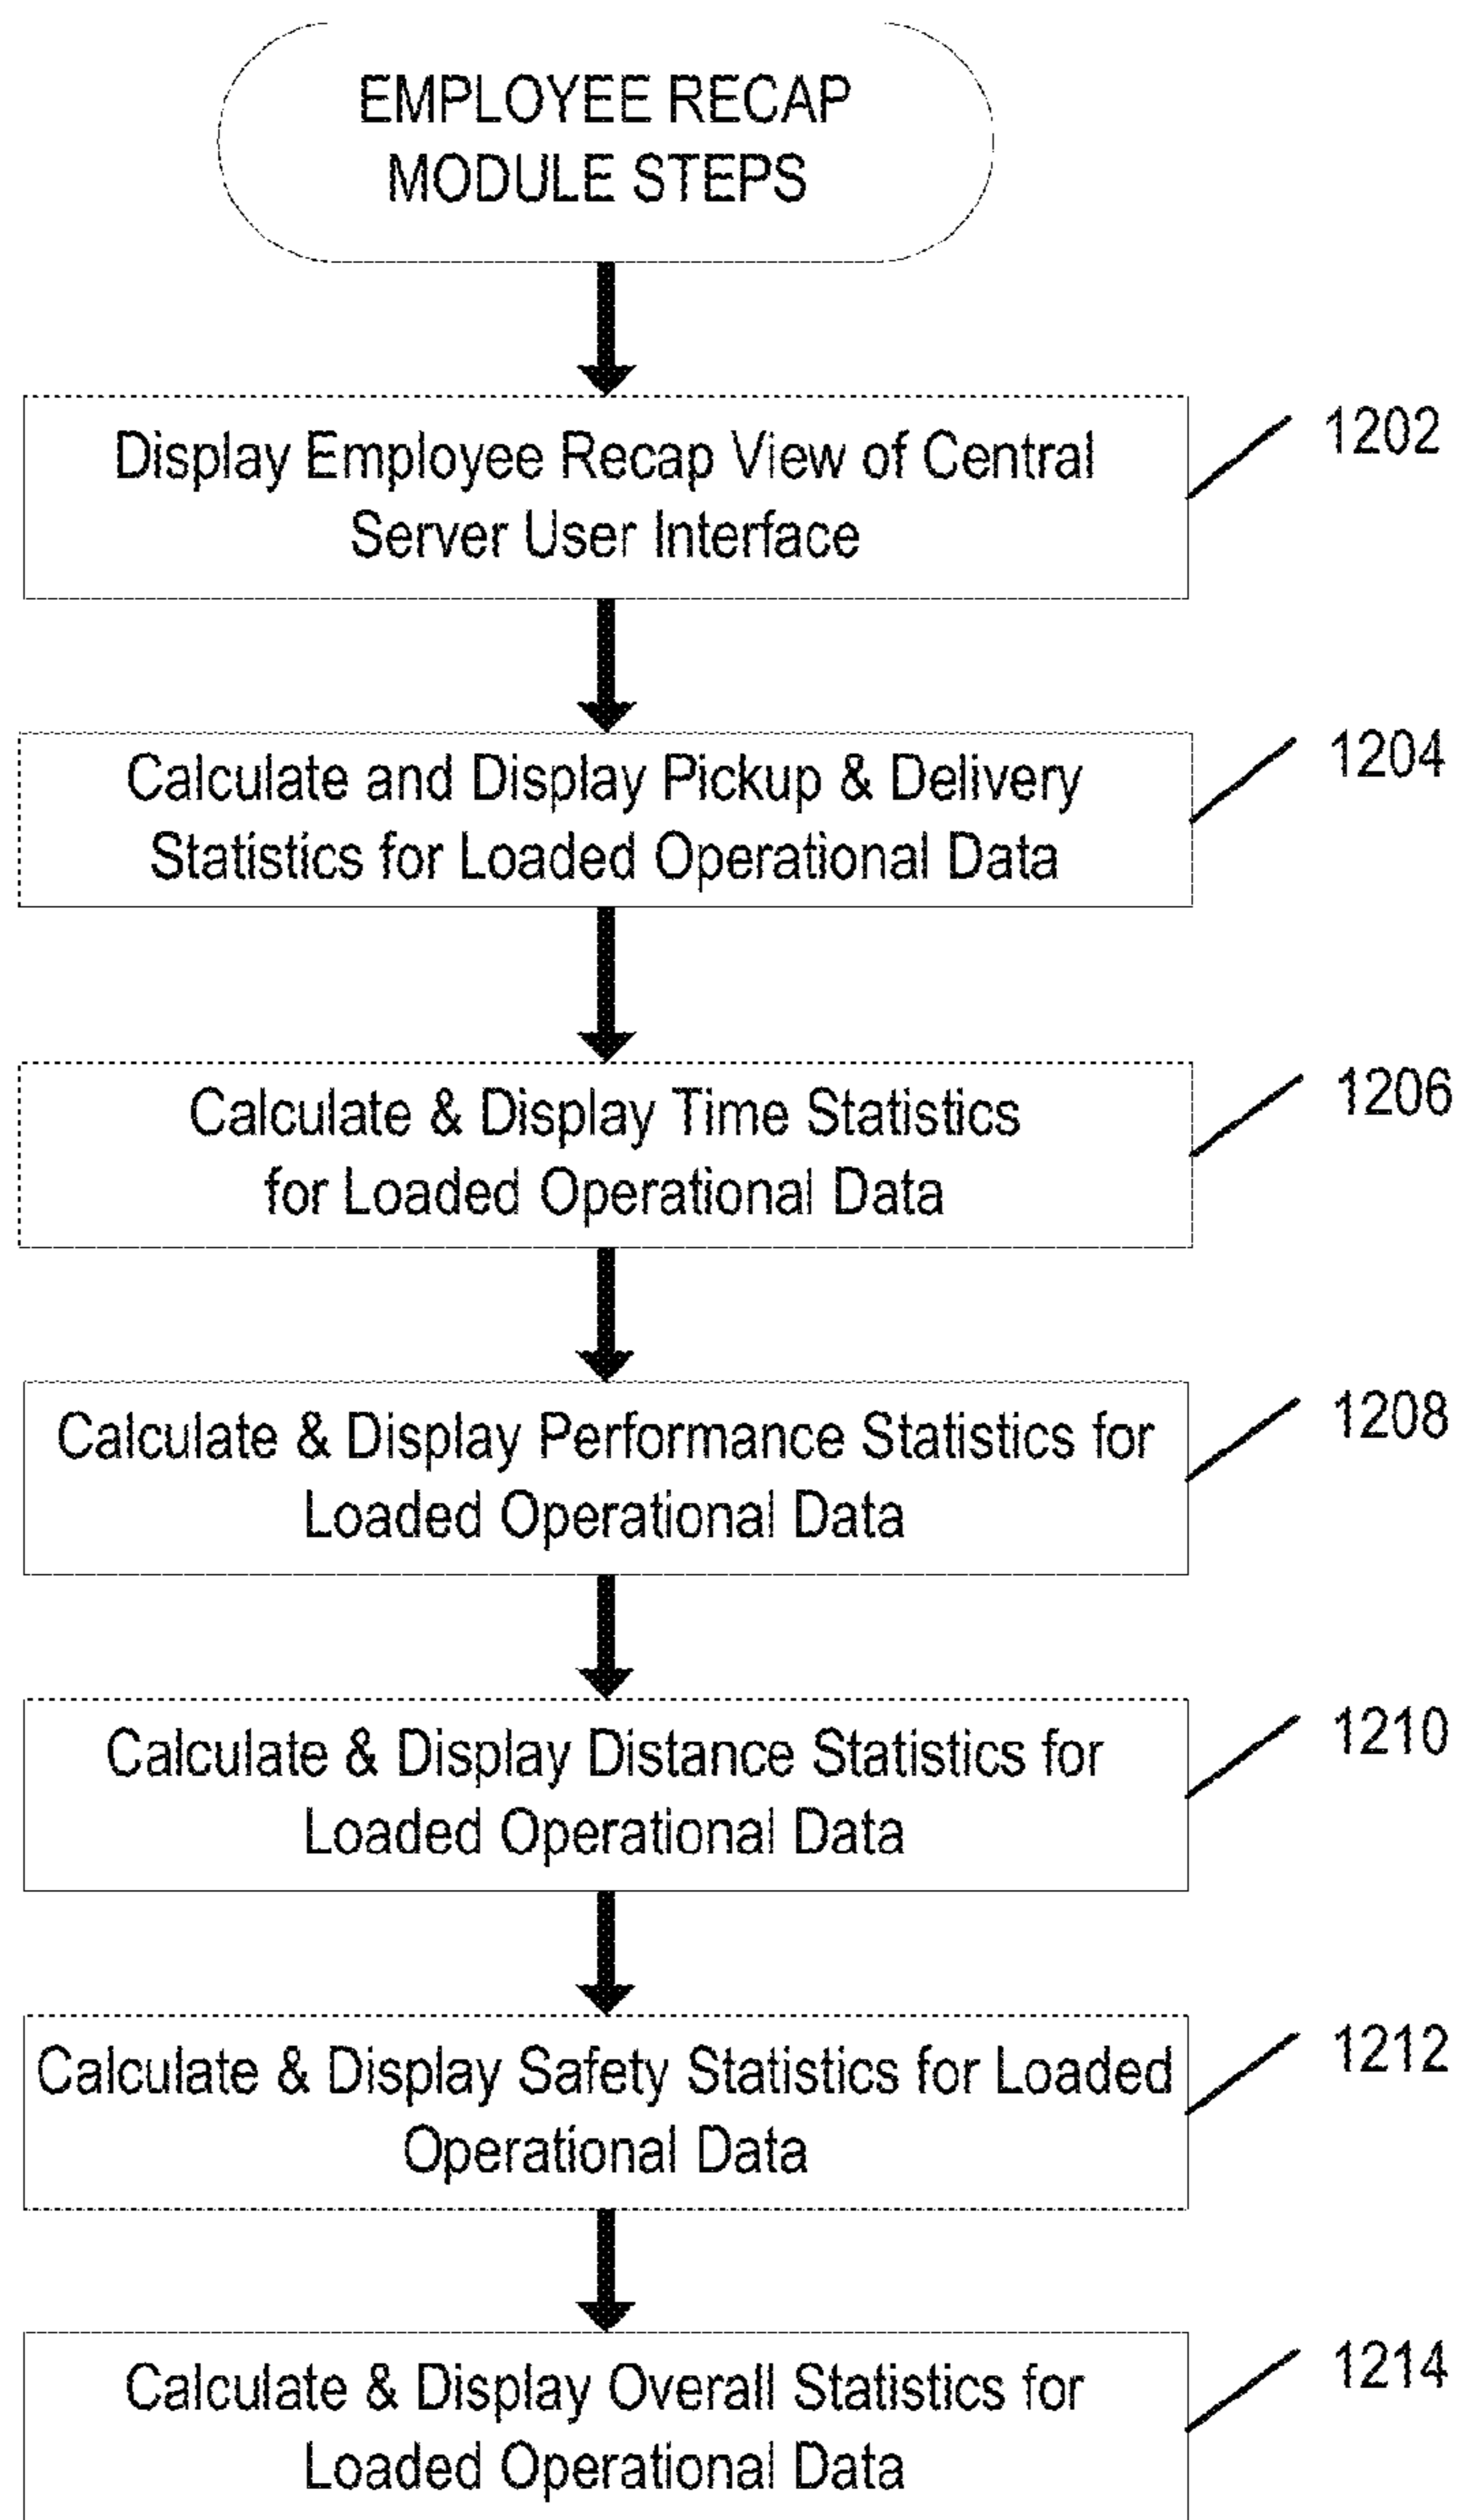 EMPLOYEE RECAP
MODULE STEPS
Display Employee Recap View of Central
Server User Interface
1202
Calculate and Display Pickup & Delivery
Statistics for Loaded Operational Data
1204
Calculate & Display Time Statistics
for Loaded Operational Data
1206
Calculate & Display Performance Statistics for
Loaded Operational Data
1208
Calculate & Display Distance Statistics for
Loaded Operational Data
1210
Calculate & Display Safety Statistics for Loaded
Operational Data
1212
Calculate & Display Overall Statistics for
Loaded Operational Data
1214